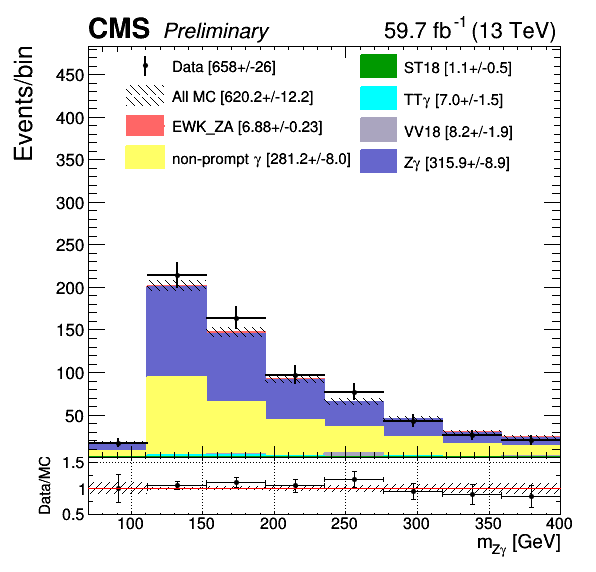 CMS Preliminary 59.7 fb⁻¹ (13 TeV)
Events/bin
Data [658+/-26]
All MC [620.2+/-12.2]
EWK_ZA [6.88+/-0.23]
non-prompt γ [281.2+/-8.0]
ST18 [1.1+/-0.5]
TTγ [7.0+/-1.5]
VV18 [8.2+/-1.9]
Zγ [315.9+/-8.9]
450
400
350
300
250
200
150
100
50
Data/MC
1.5
1
0.5
100 150 200 250 300 350 400
m_Zγ [GeV]